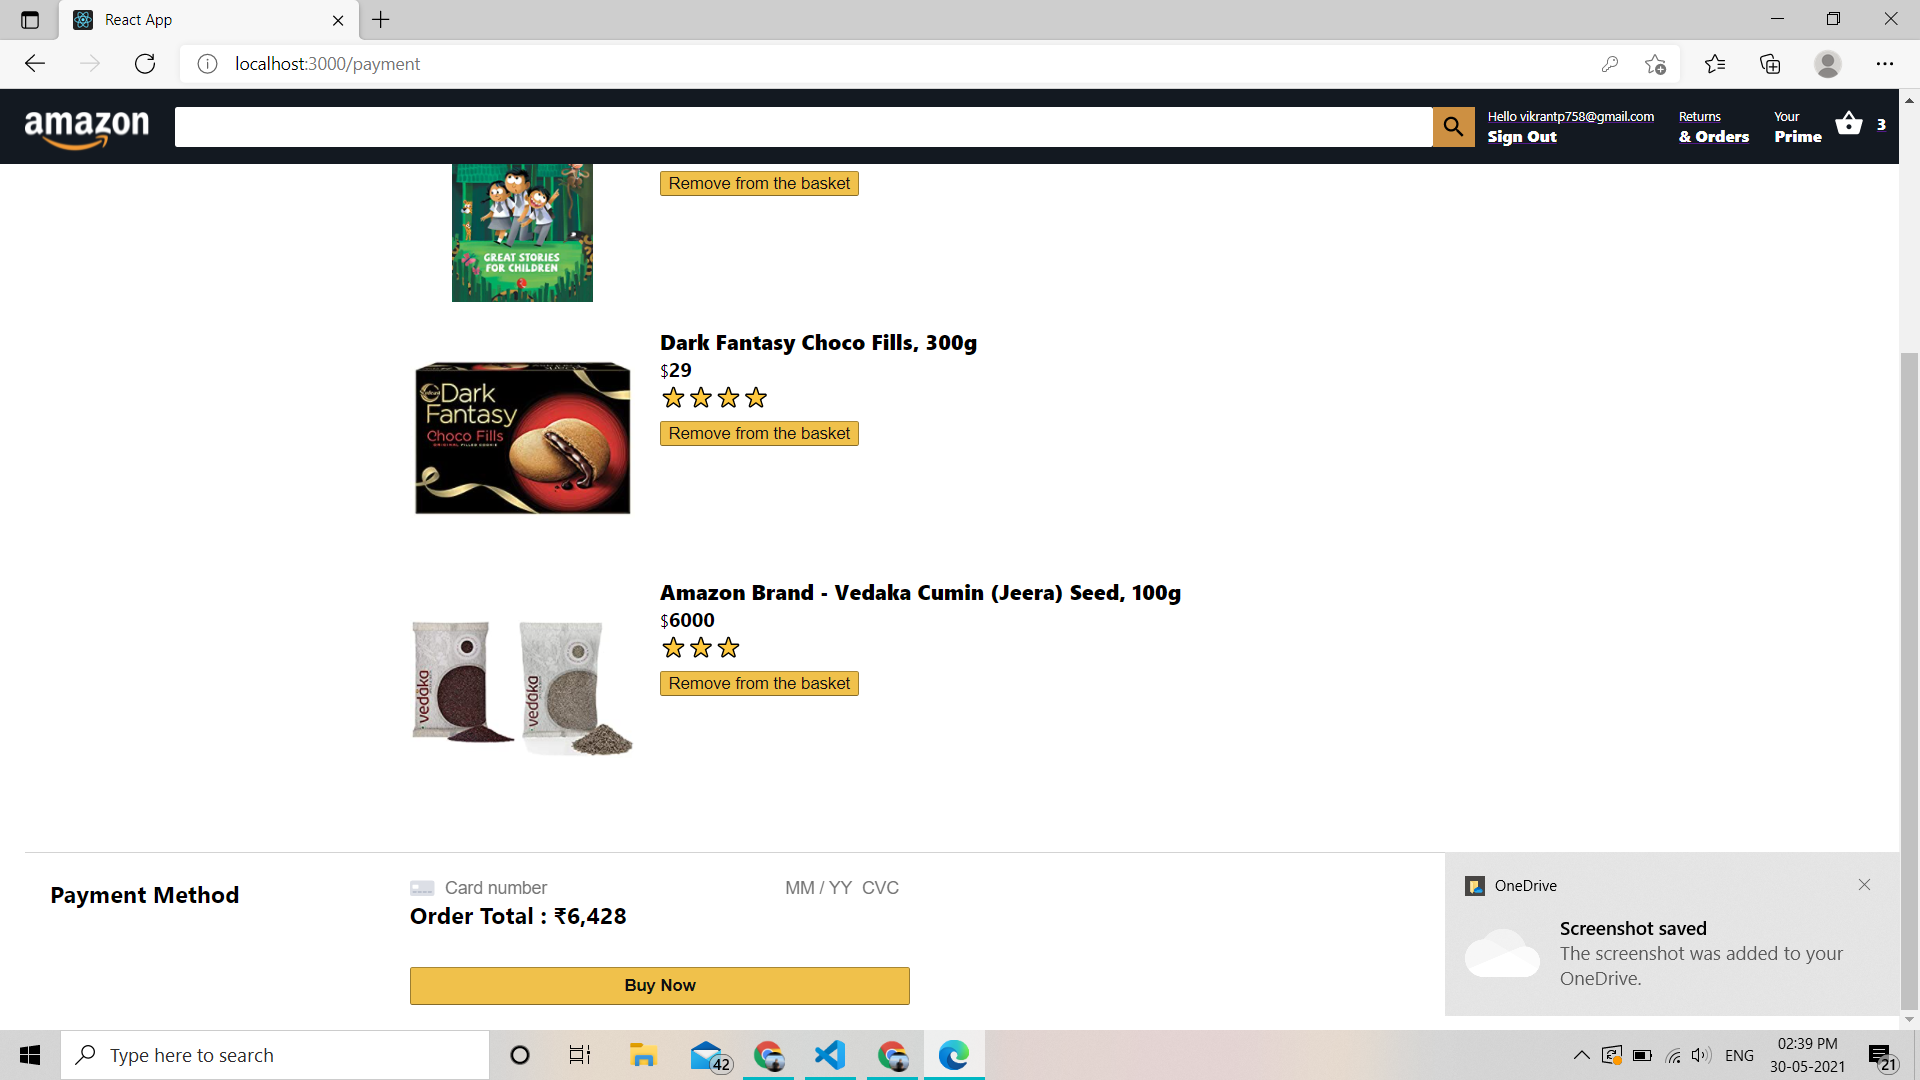 React App
localhost:3000/payment
amazon
Hello vikrantp758@gmail.com
Sign Out
Returns
& Orders
Your
Prime
3
Remove from the basket
GREAT STORIES
FOR CHILDREN
Dark Fantasy Choco Fills, 300g
$29
Remove from the basket
Dark
Fantasy
Choco Fills
Amazon Brand - Vedaka Cumin (Jeera) Seed, 100g
$6000
Remove from the basket
vedaka
vedaka
Payment Method
Card number
MM / YY CVC
Order Total : ₹6,428
Buy Now
OneDrive
Screenshot saved
The screenshot was added to your
OneDrive.
Type here to search
42
ENG
02:39 PM
30-05-2021
21